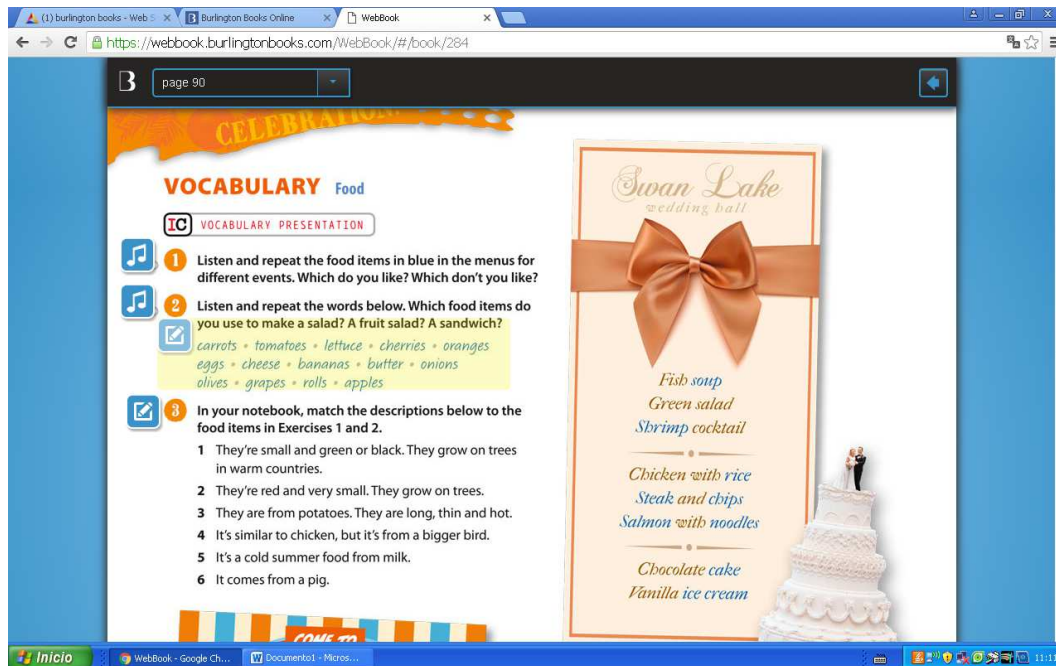 (1) burlington books - Web S
Burlington Books Online
WebBook
https://webbook.burlingtonbooks.com/WebBook/#/book/284
B
page 90
CELEBRATION!
VOCABULARY Food
IC VOCABULARY PRESENTATION
1 Listen and repeat the food items in blue in the menus for
different events. Which do you like? Which don't you like?
2 Listen and repeat the words below. Which food items do
you use to make a salad? A fruit salad? A sandwich?
carrots • tomatoes • lettuce • cherries • oranges
eggs • cheese • bananas • butter • onions
olives • grapes • rolls • apples
3 In your notebook, match the descriptions below to the
food items in Exercises 1 and 2.
1 They're small and green or black. They grow on trees
in warm countries.
2 They're red and very small. They grow on trees.
3 They are from potatoes. They are long, thin and hot.
4 It's similar to chicken, but it's from a bigger bird.
5 It's a cold summer food from milk.
6 It comes from a pig.
COME TO
Swan Lake
wedding hall
Fish soup
Green salad
Shrimp cocktail
Chicken with rice
Steak and chips
Salmon with noodles
Chocolate cake
Vanilla ice cream
Inicio
WebBook - Google Ch...
Documento1 - Micros...